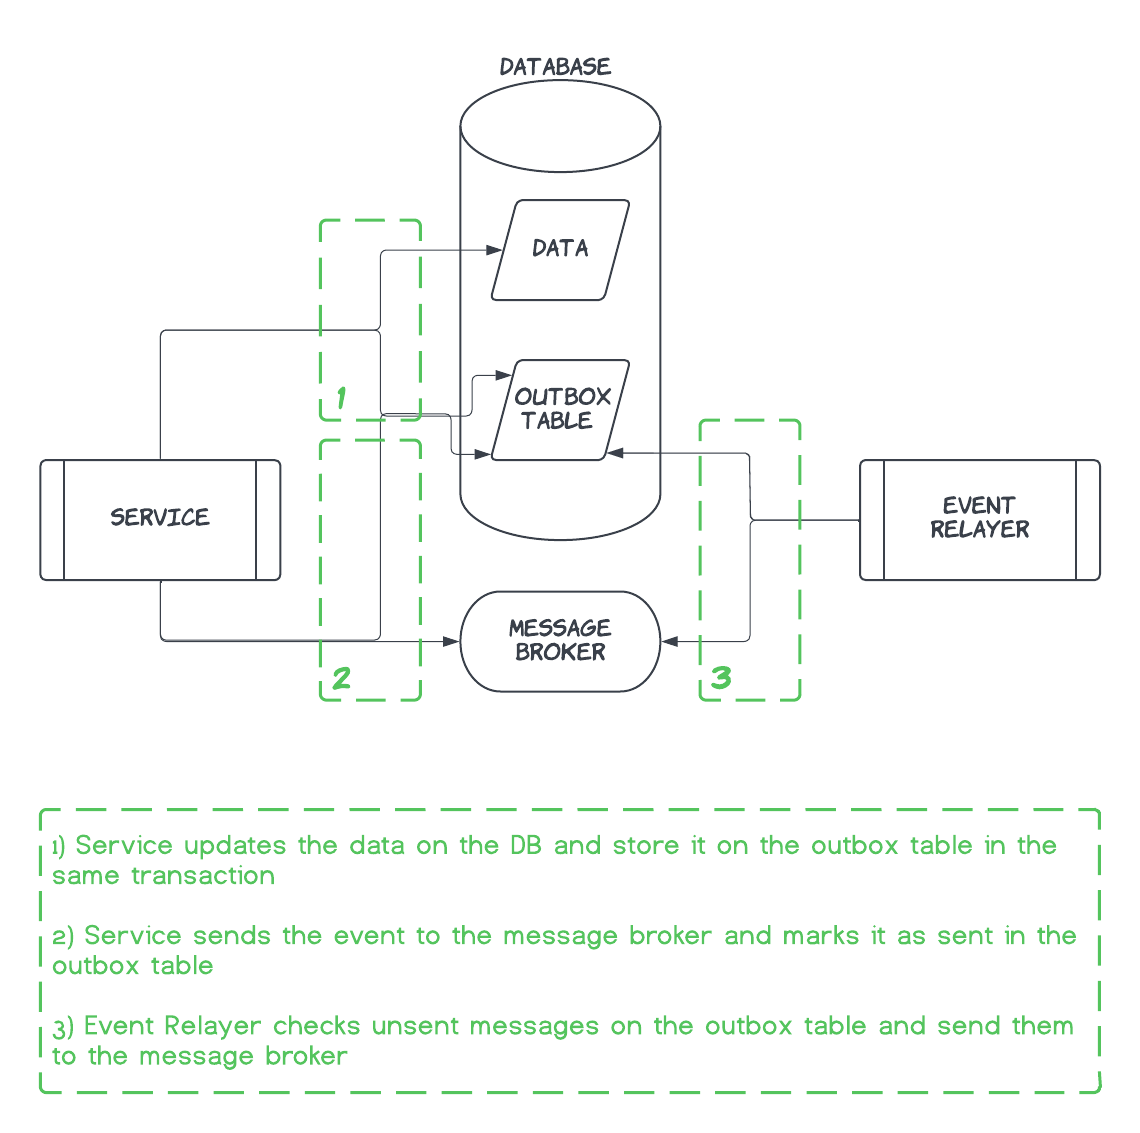 DATABASE
DATA
1
OUTBOX
TABLE
SERVICE
EVENT
RELAYER
MESSAGE
BROKER
2
3
1) Service updates the data on the DB and store it on the outbox table in the
same transaction
2) Service sends the event to the message broker and marks it as sent in the
outbox table
3) Event Relayer checks unsent messages on the outbox table and send them
to the message broker